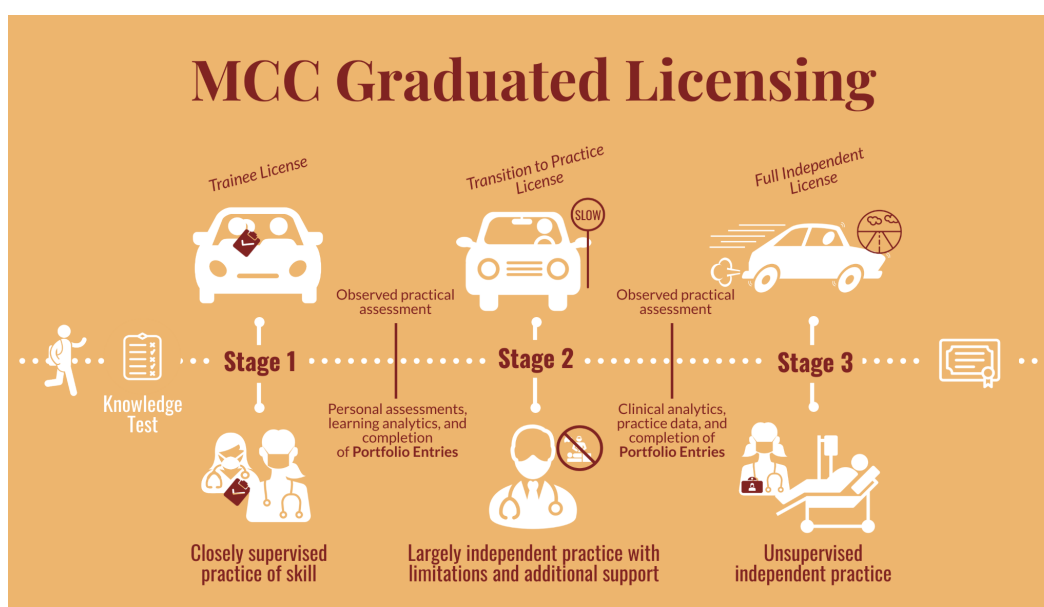 MCC Graduated Licensing
Trainee License
Transition to Practice
License
Full Independent
License
SLOW
Observed practical
assessment
Observed practical
assessment
Knowledge
Test
Stage 1
Stage 2
Stage 3
Personal assessments,
learning analytics, and
completion
of Portfolio Entries
Clinical analytics,
practice data, and
completion of
Portfolio Entries
Closely supervised
practice of skill
Largely independent practice with
limitations and additional support
Unsupervised
independent practice